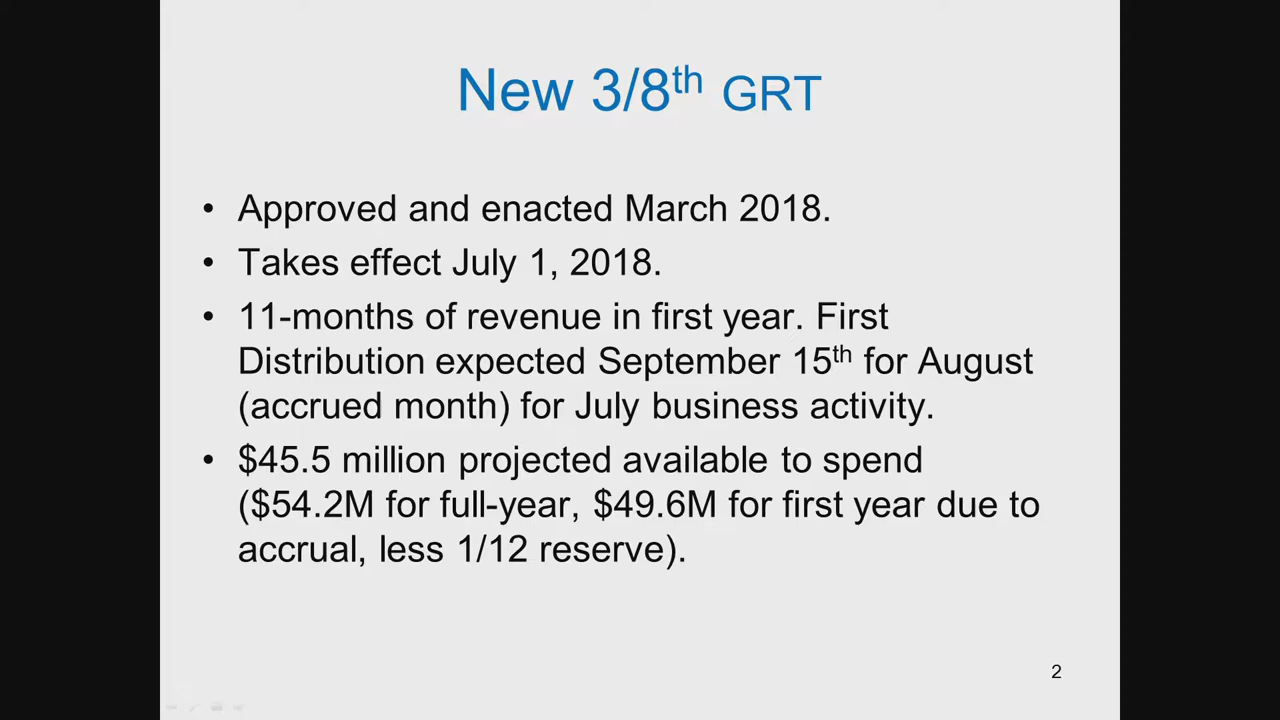 New 3/8th GRT
• Approved and enacted March 2018.
• Takes effect July 1, 2018.
• 11-months of revenue in first year. First
Distribution expected September 15th for August
(accrued month) for July business activity.
• $45.5 million projected available to spend
($54.2M for full-year, $49.6M for first year due to
accrual, less 1/12 reserve).
2